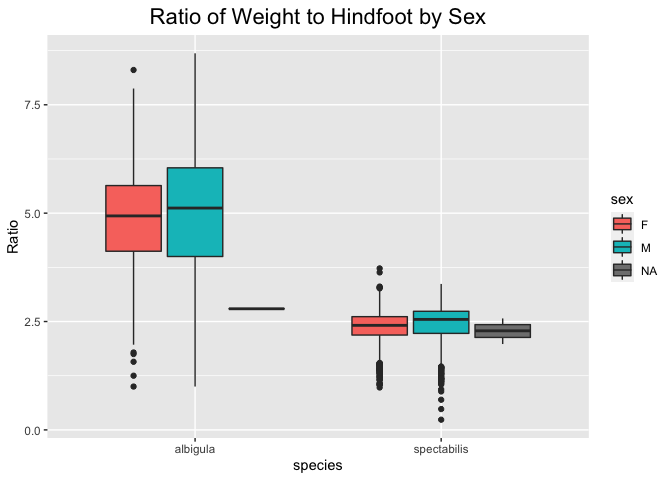 Ratio of Weight to Hindfoot by Sex
7.5
5.0
2.5
0.0
Ratio
albigula
spectabilis
species
sex
F
M
NA